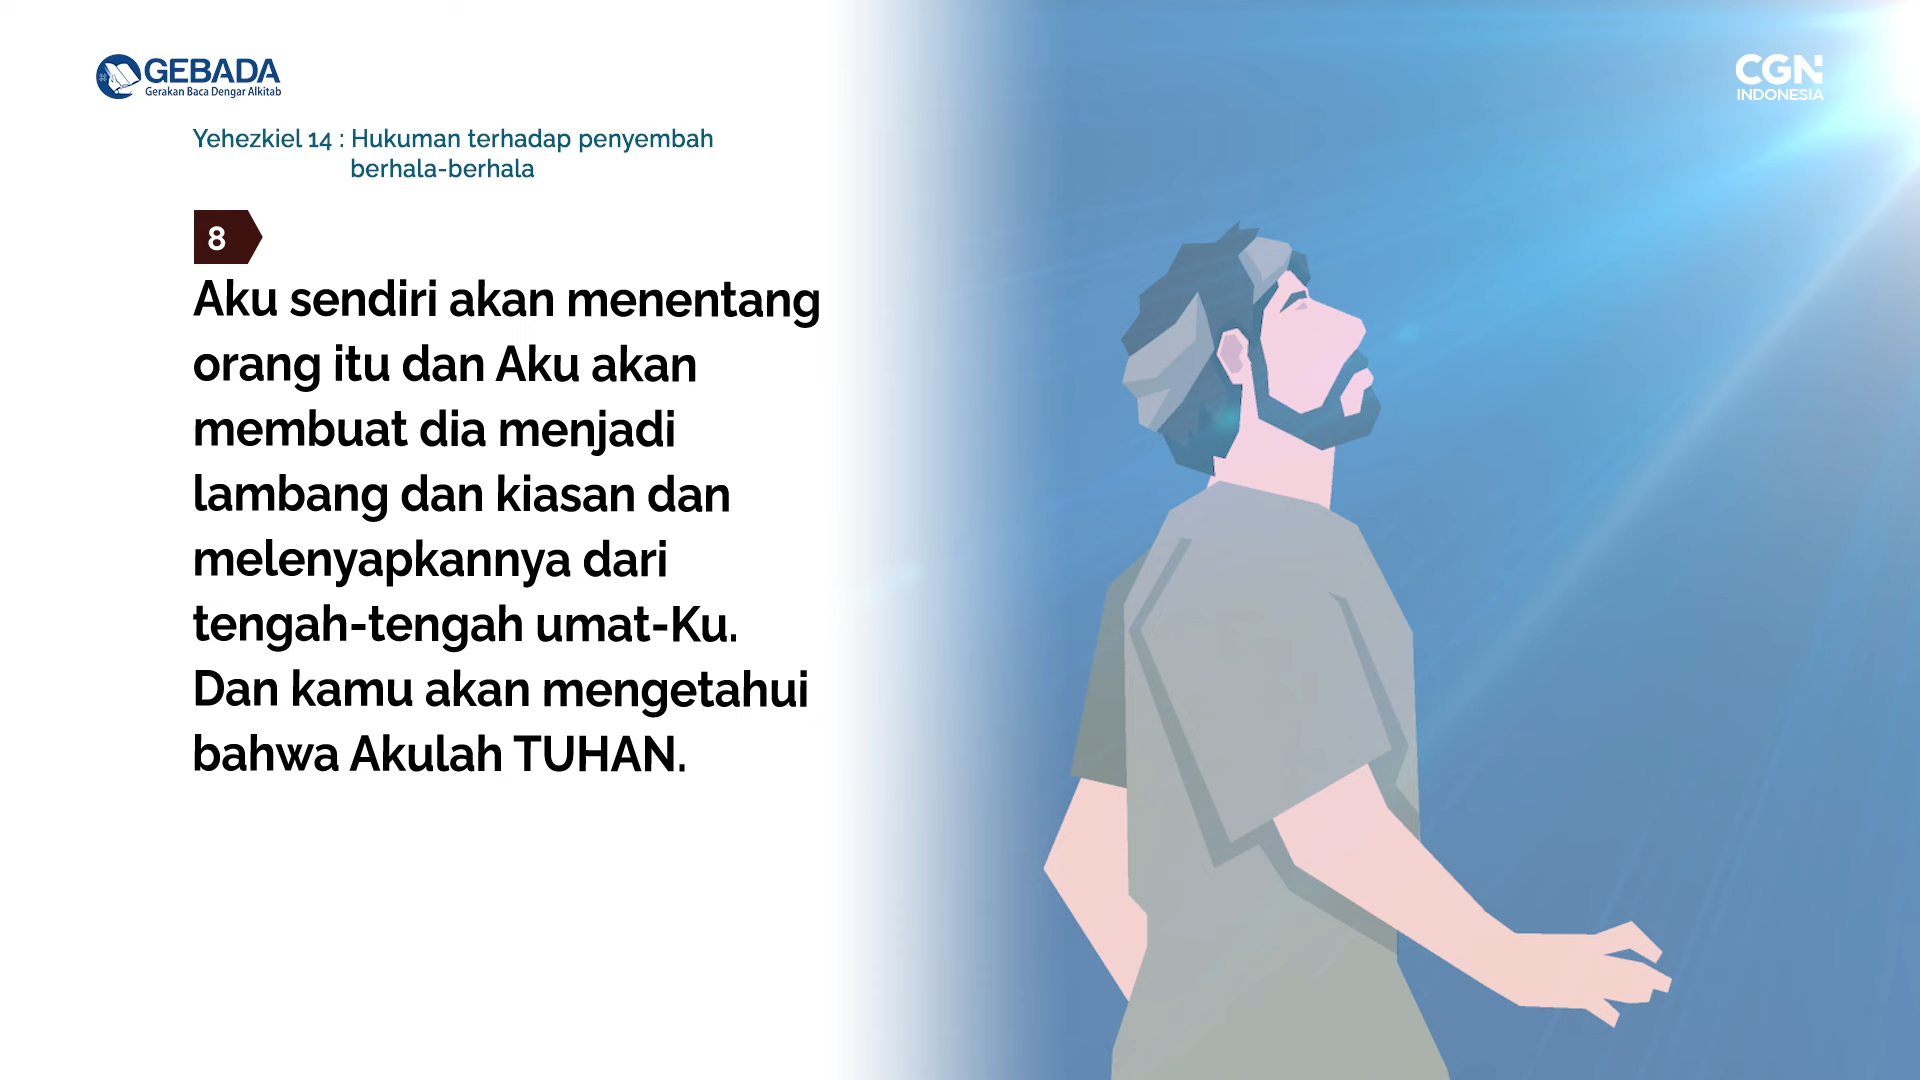 GEBADA
Gerakan Baca Dengar Alkitab
CGN
INDONESIA
Yehezkiel 14 : Hukuman terhadap penyembah
berhala-berhala
8
Aku sendiri akan menentang
orang itu dan Aku akan
membuat dia menjadi
lambang dan kiasan dan
melenyapkannya dari
tengah-tengah umat-Ku.
Dan kamu akan mengetahui
bahwa Akulah TUHAN.